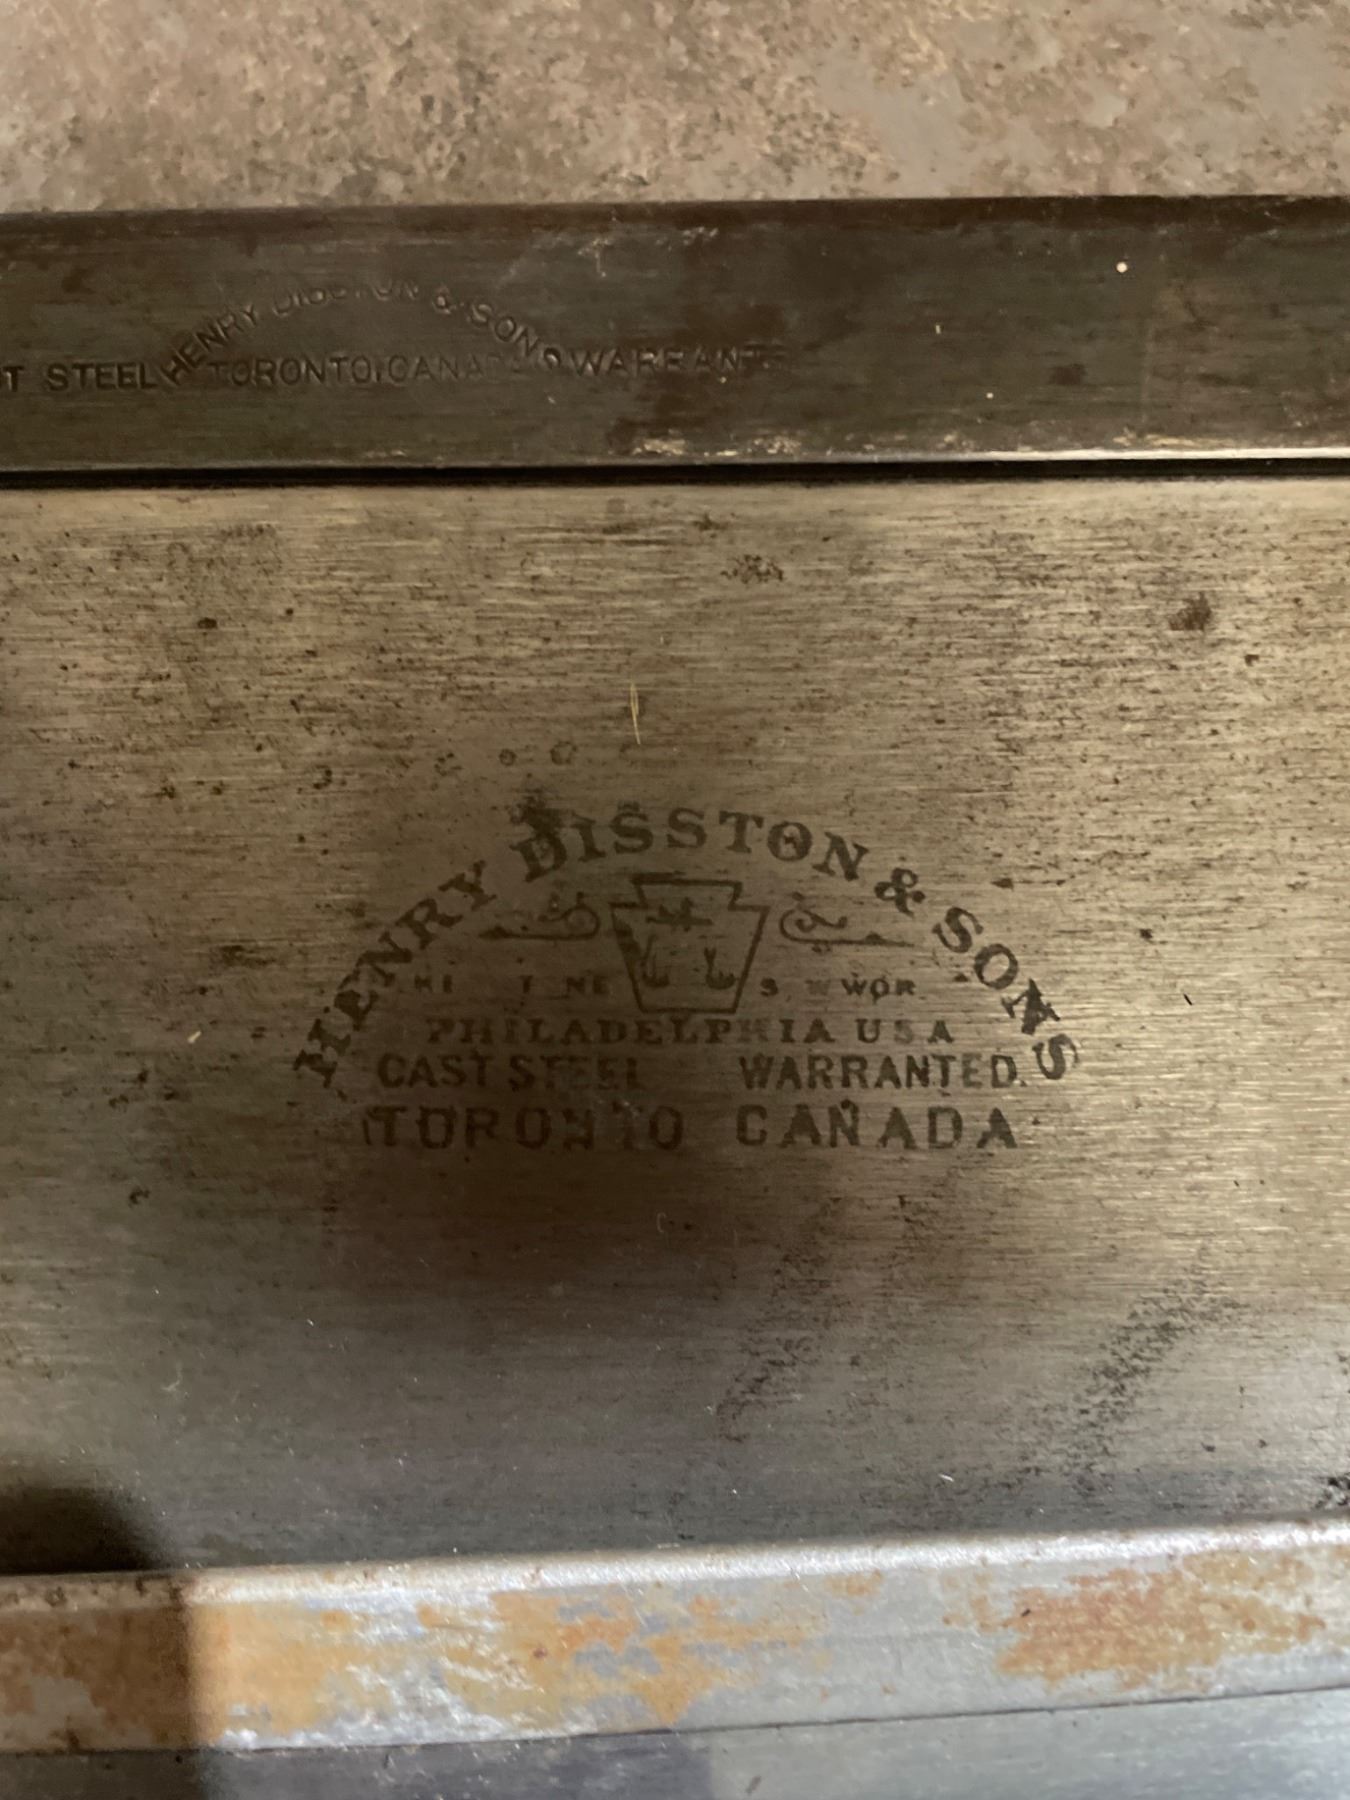 HENRY DISSTON & SONS
T STEEL TORONTO, CANADA WARRANTED
HENRY DISSTON & SONS
PHILADELPHIA USA
CAST STEEL WARRANTED.
TORONTO CANADA